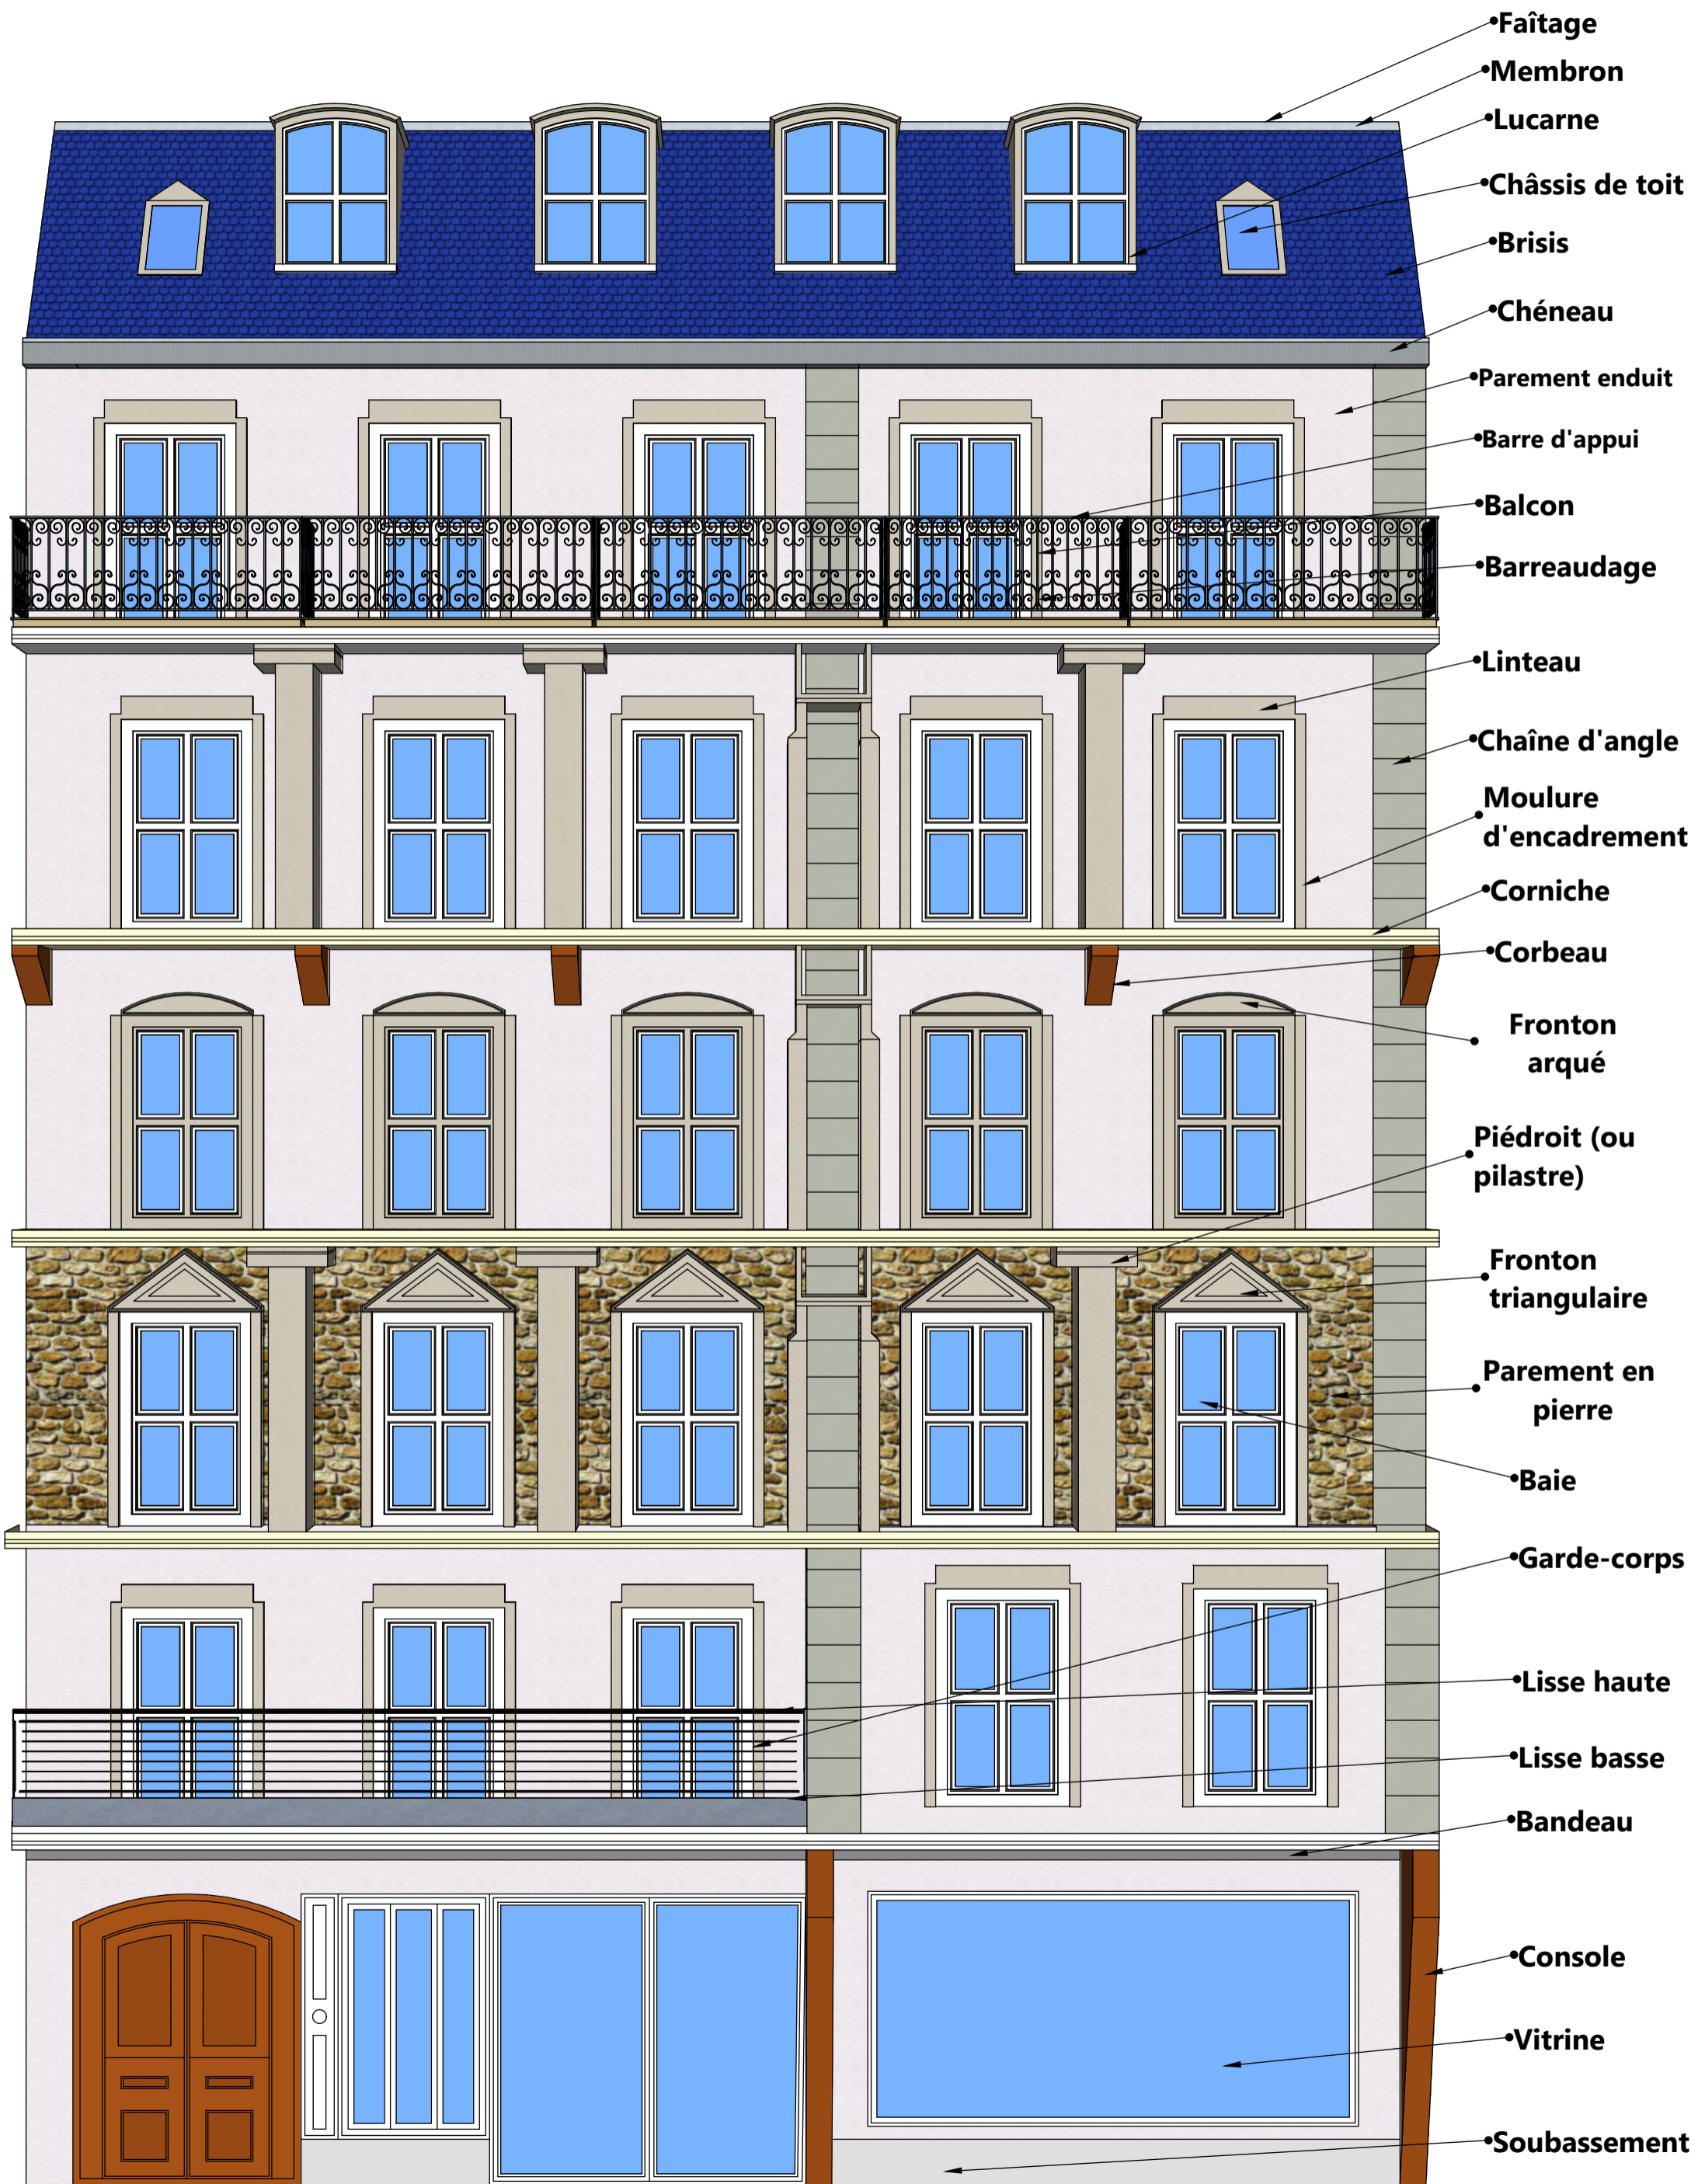 Faîtage
Membron
Lucarne
Châssis de toit
Brisis
Chéneau
Parement enduit
Barre d'appui
Balcon
Barreaudage
Linteau
Chaîne d'angle
Moulure
d'encadrement
Corniche
Corbeau
Fronton
arqué
Piédroit (ou
pilastre)
Fronton
triangulaire
Parement en
pierre
Baie
Garde-corps
Lisse haute
Lisse basse
Bandeau
Console
Vitrine
Soubassement